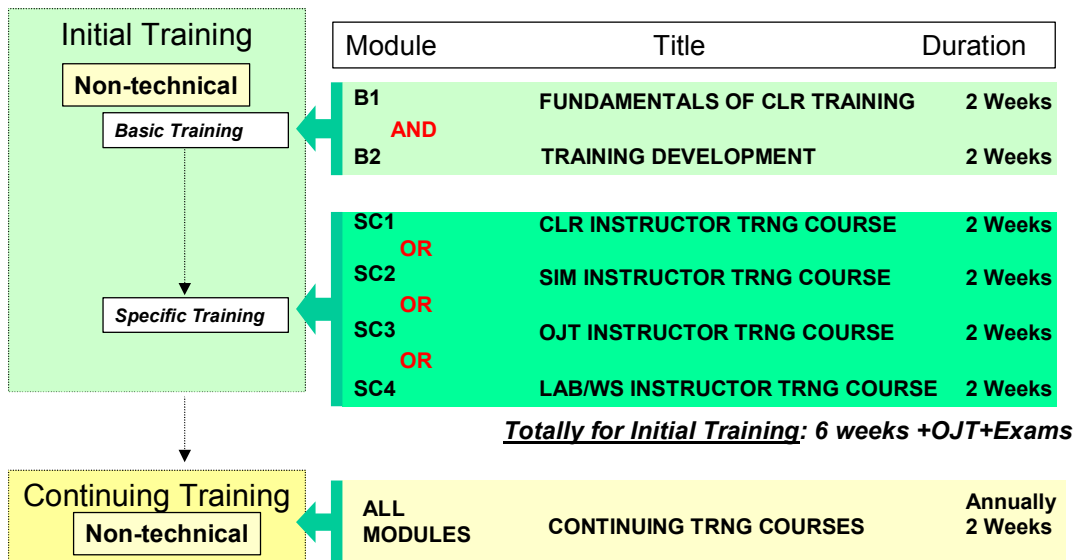 Initial Training
Non-technical
Basic Training
Specific Training
Module Title Duration
B1 FUNDAMENTALS OF CLR TRAINING 2 Weeks
AND
B2 TRAINING DEVELOPMENT 2 Weeks
SC1 CLR INSTRUCTOR TRNG COURSE 2 Weeks
OR
SC2 SIM INSTRUCTOR TRNG COURSE 2 Weeks
OR
SC3 OJT INSTRUCTOR TRNG COURSE 2 Weeks
OR
SC4 LAB/WS INSTRUCTOR TRNG COURSE 2 Weeks
Totally for Initial Training: 6 weeks +OJT+Exams
Continuing Training
Non-technical
ALL
MODULES
CONTINUING TRNG COURSES
Annually
2 Weeks